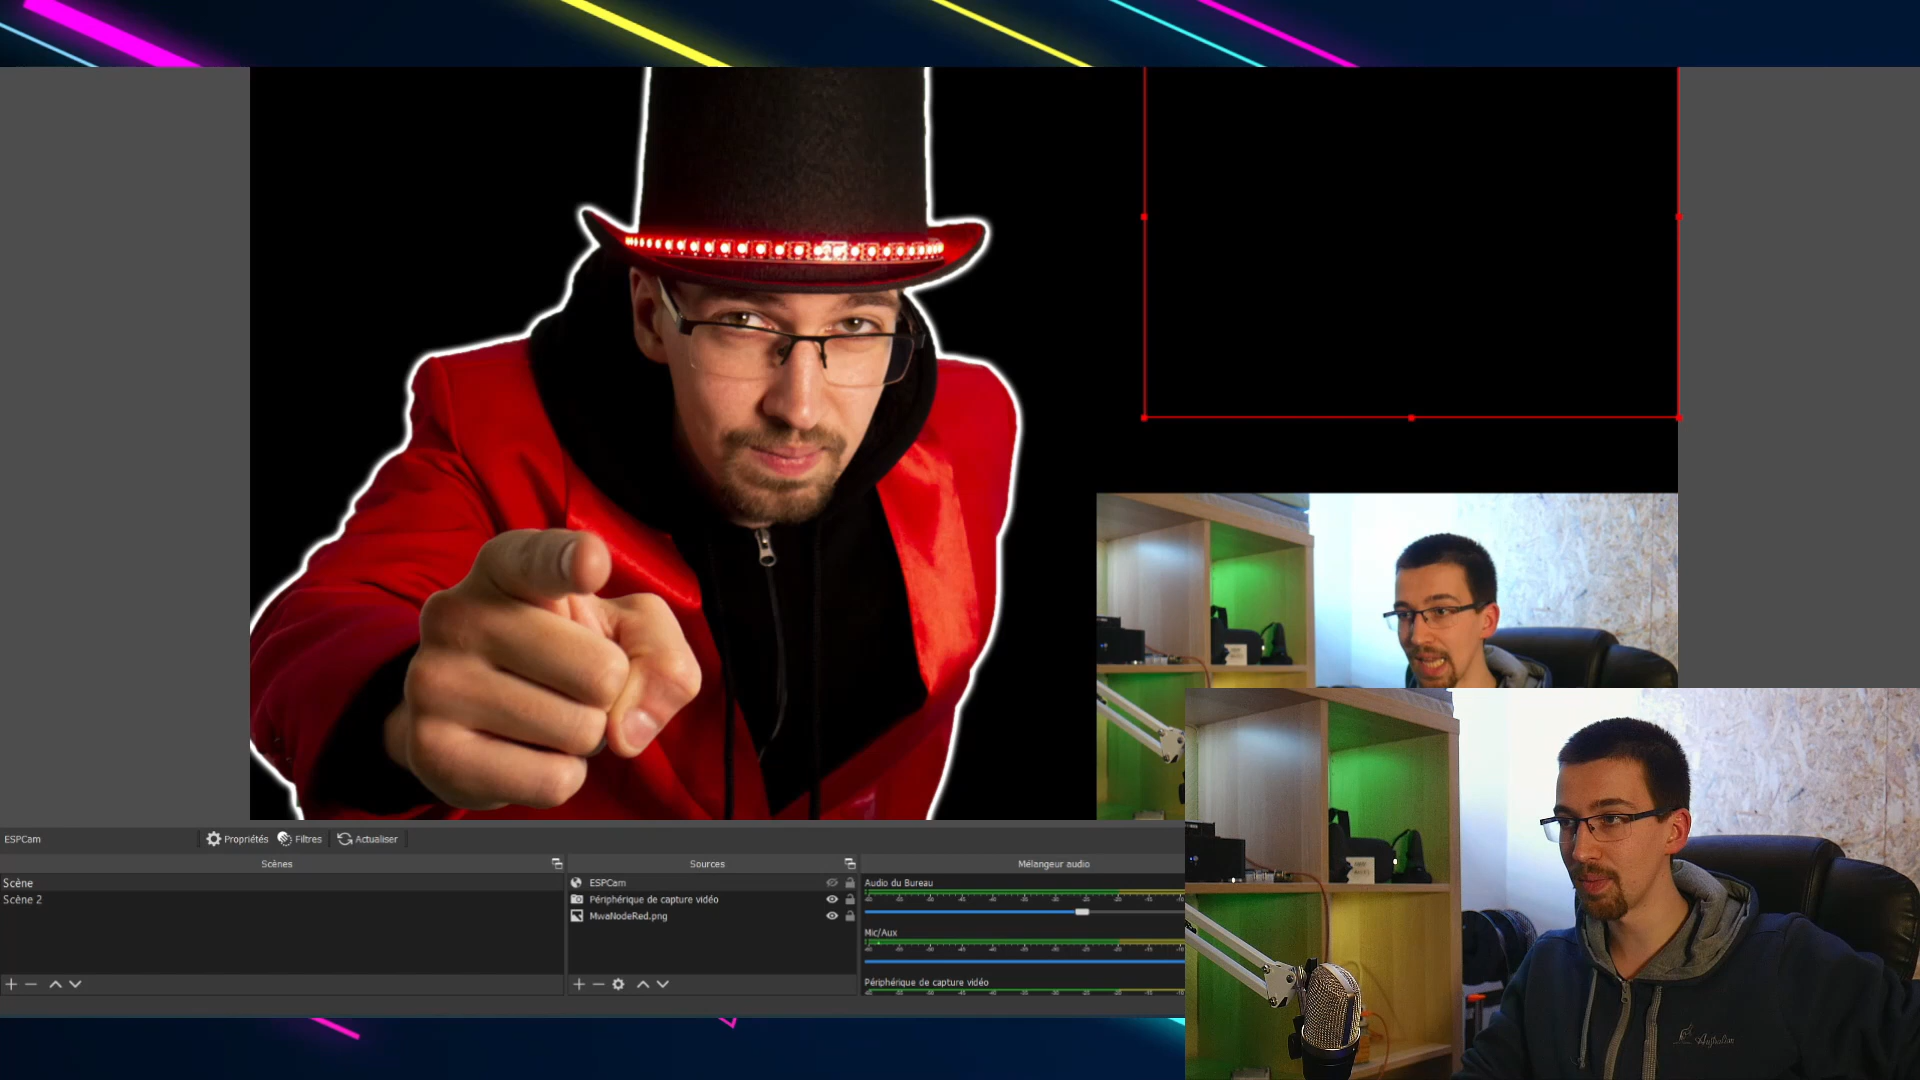 ESPCam
Propriétés
Filtres
Actualiser
Scènes
Scène
Scène 2
Sources
ESPCam
Périphérique de capture vidéo
MwaNodeRed.png
Mélangeur audio
Audio du Bureau
Mic/Aux
Périphérique de capture vidéo